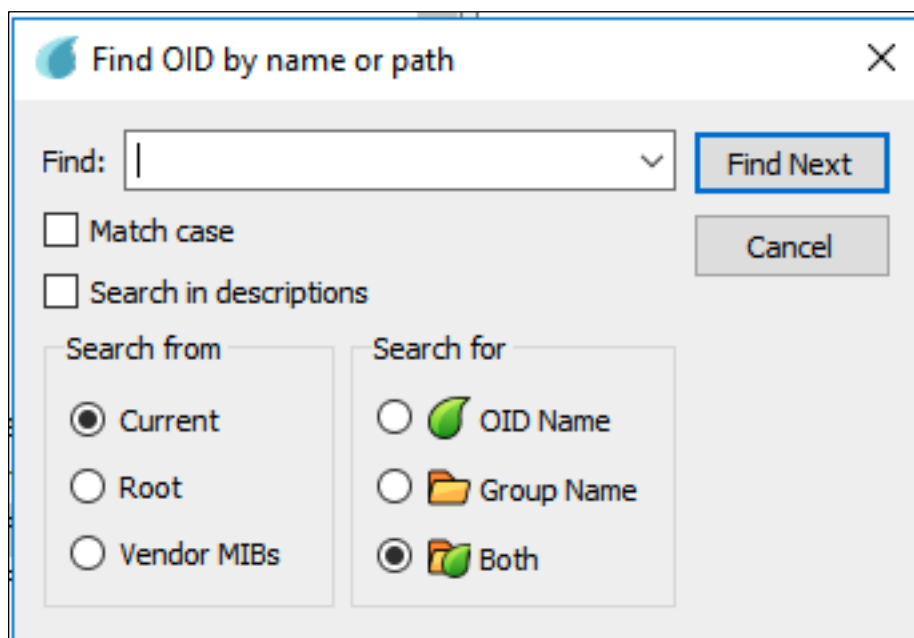 Find OID by name or path
Find:
Find Next
Match case
Cancel
Search in descriptions
Search from
Current
Root
Vendor MIBs
Search for
OID Name
Group Name
Both